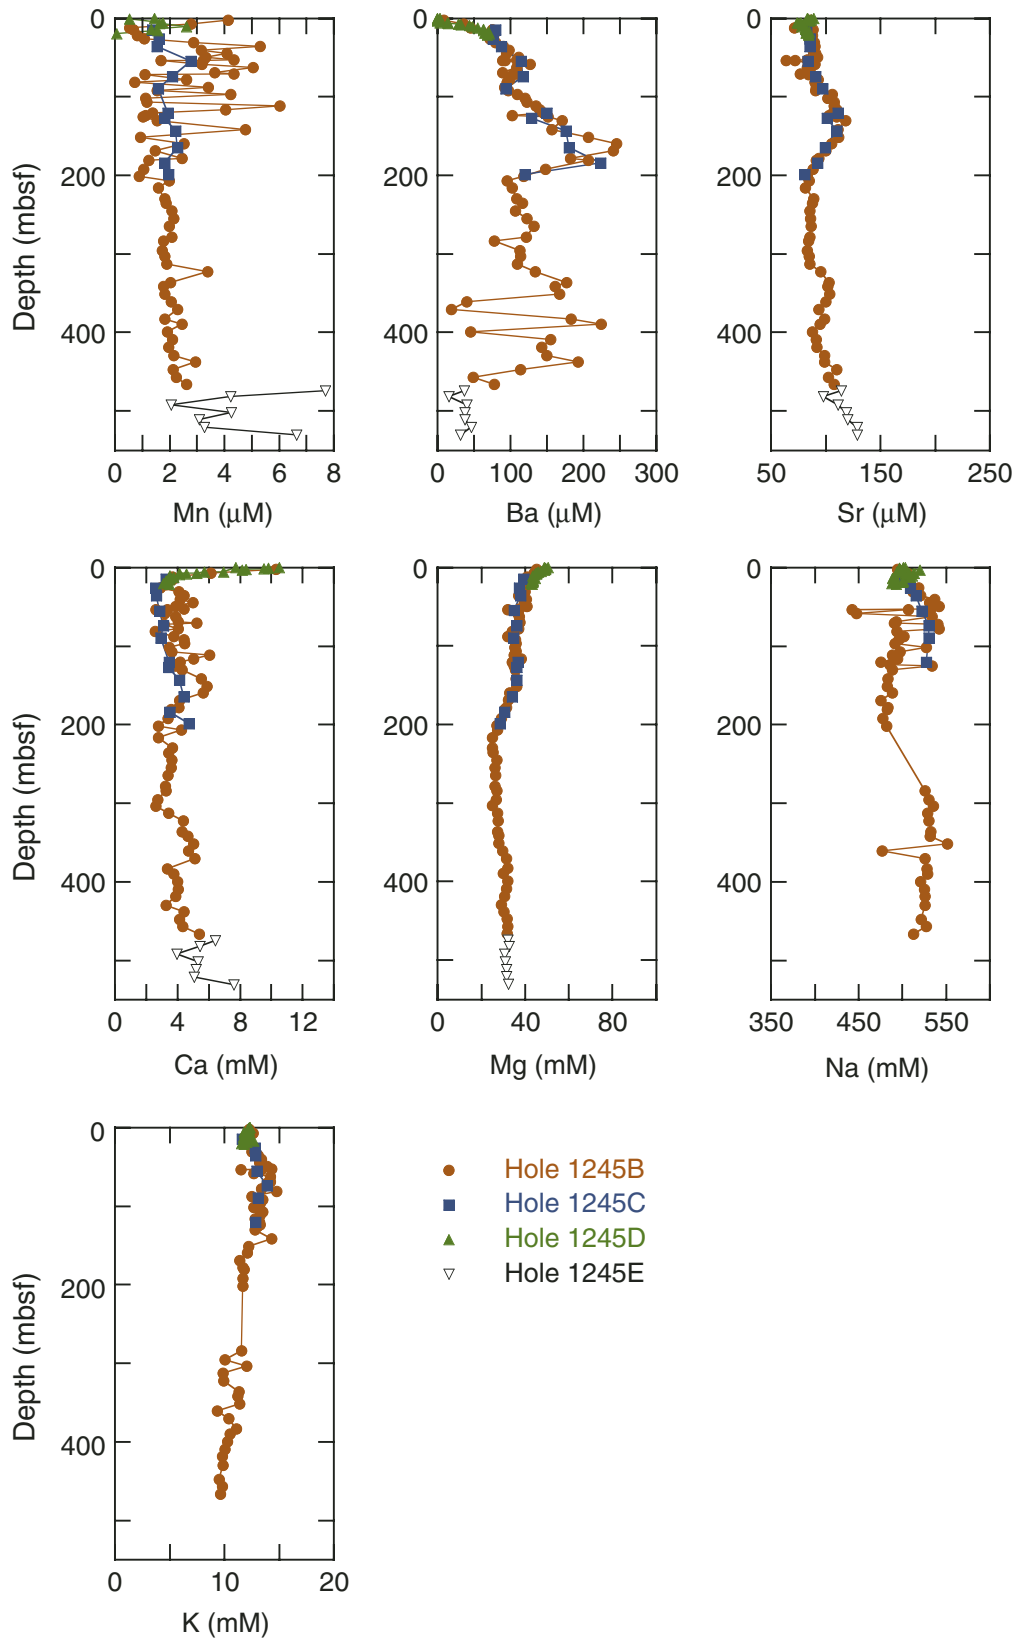 0
200
400
Depth (mbsf)
0 2 4 6 8
Mn (μM)
0
200
400
0 100 200 300
Ba (μM)
0
200
400
50 150 250
Sr (μM)
0
200
400
Depth (mbsf)
0 4 8 12
Ca (mM)
0
200
400
0 40 80
Mg (mM)
0
200
400
350 450 550
Na (mM)
0
200
400
Depth (mbsf)
0 10 20
K (mM)
Hole 1245B
Hole 1245C
Hole 1245D
Hole 1245E